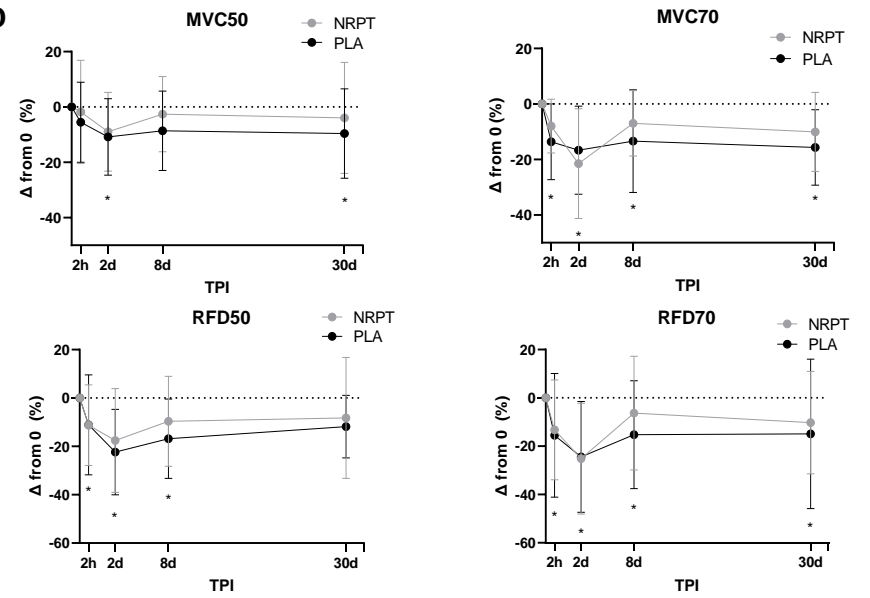 MVC50
NRPT
PLA
20
0
-20
-40
Δ from 0 (%)
*
*
2h 2d 8d 30d
TPI
MVC70
NRPT
PLA
20
0
-20
-40
Δ from 0 (%)
*
*
*
*
2h 2d 8d 30d
TPI
RFD50
NRPT
PLA
20
0
-20
-40
-60
Δ from 0 (%)
*
*
*
2h 2d 8d 30d
TPI
RFD70
NRPT
PLA
20
0
-20
-40
-60
Δ from 0 (%)
*
*
*
*
2h 2d 8d 30d
TPI